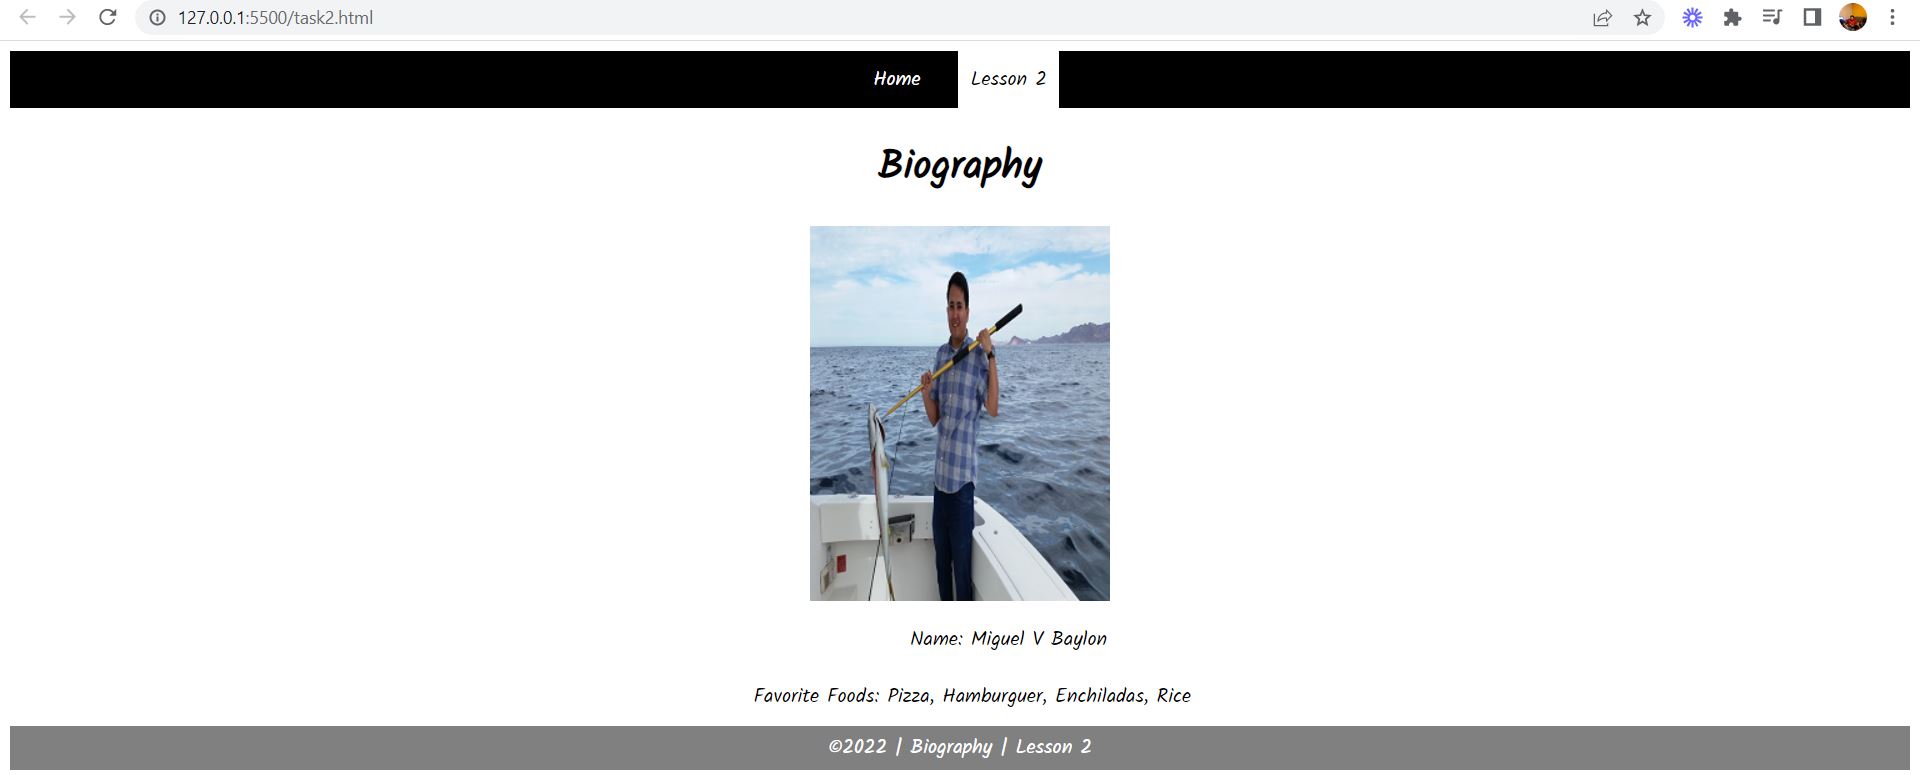 127.0.0.1:5500/task2.html
Home Lesson 2
Biography
Name: Miguel V Baylon
Favorite Foods: Pizza, Hamburguer, Enchiladas, Rice
©2022 | Biography | Lesson 2